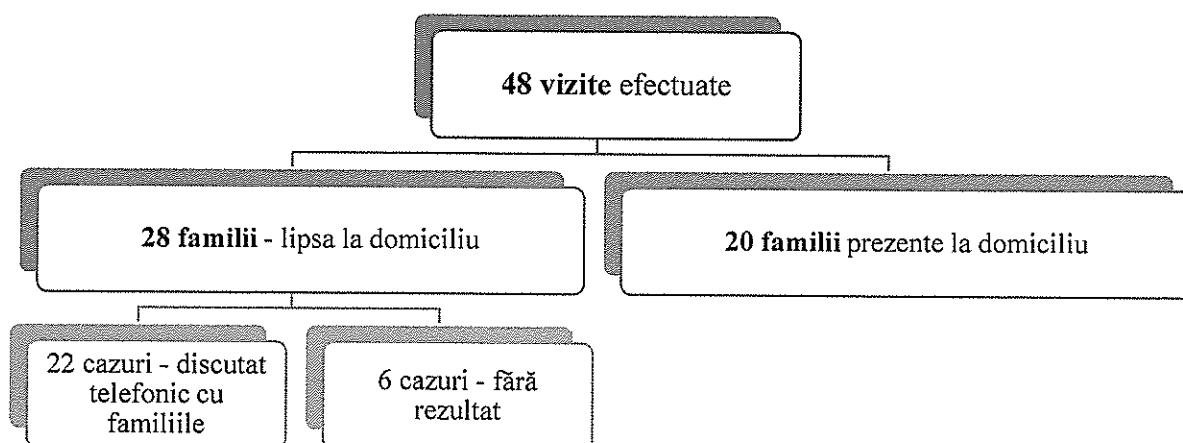 48 vizite efectuate
28 familii - lipsa la domiciliu
20 familii prezente la domiciliu
22 cazuri - discutat
telefonic cu
familiile
6 cazuri - fără
rezultat